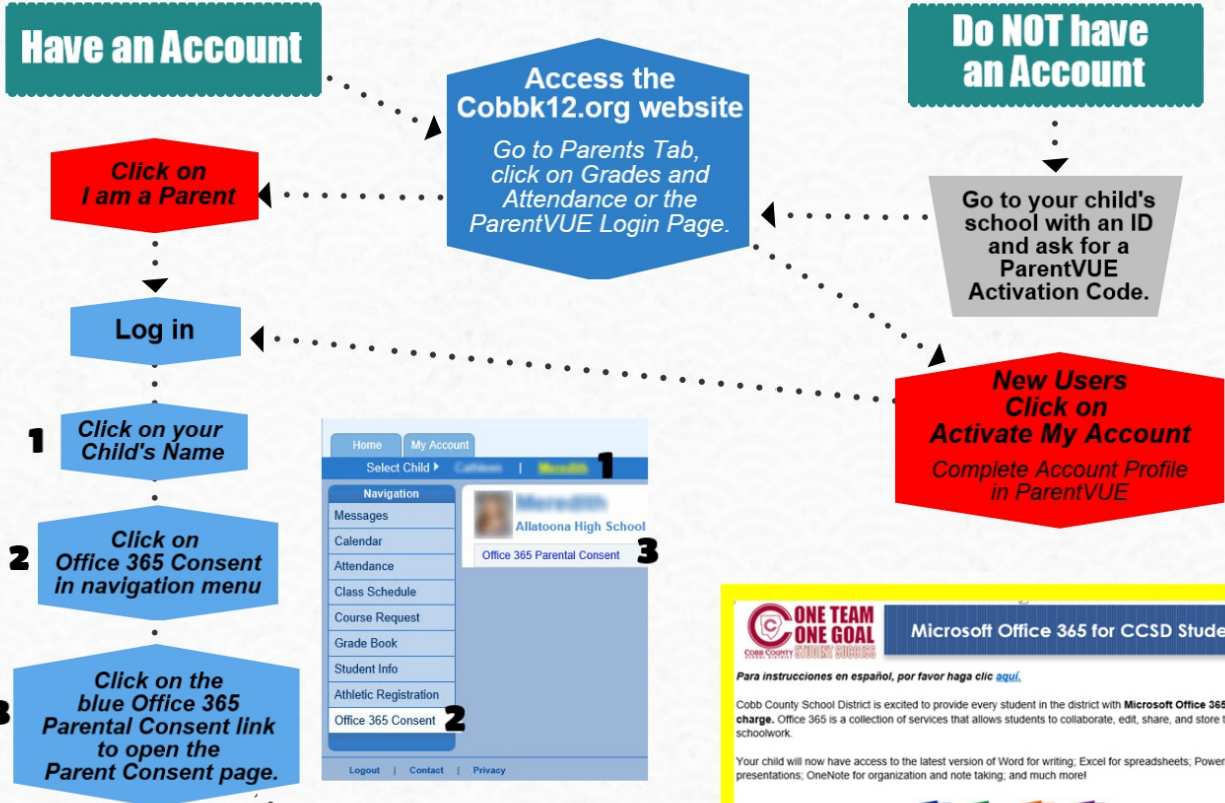 Have an Account
Access the
Cobbk12.org website
Go to Parents Tab,
click on Grades and
Attendance or the
ParentVUE Login Page.
Do NOT have
an Account
Click on
I am a Parent
Go to your child's
school with an ID
and ask for a
ParentVUE
Activation Code.
Log in
New Users
Click on
Activate My Account
Complete Account Profile
in ParentVUE
1
Click on your
Child's Name
2
Click on
Office 365 Consent
in navigation menu
3
Click on the
blue Office 365
Parental Consent link
to open the
Parent Consent page.
Home My Account
Select Child Cathleen | Meredith 1
Navigation
Messages
Calendar
Attendance
Class Schedule
Course Request
Grade Book
Student Info
Athletic Registration
Office 365 Consent 2
Meredith
Allatoona High School
Office 365 Parental Consent 3
Logout | Contact | Privacy
ONE TEAM
ONE GOAL
COBB COUNTY
SCHOOL DISTRICT
STUDENT SUCCESS
Microsoft Office 365 for CCSD Stude
Para instrucciones en español, por favor haga clic aquí.
Cobb County School District is excited to provide every student in the district with Microsoft Office 365
charge. Office 365 is a collection of services that allows students to collaborate, edit, share, and store t
schoolwork.
Your child will now have access to the latest version of Word for writing; Excel for spreadsheets; Power
presentations; OneNote for organization and note taking; and much more!